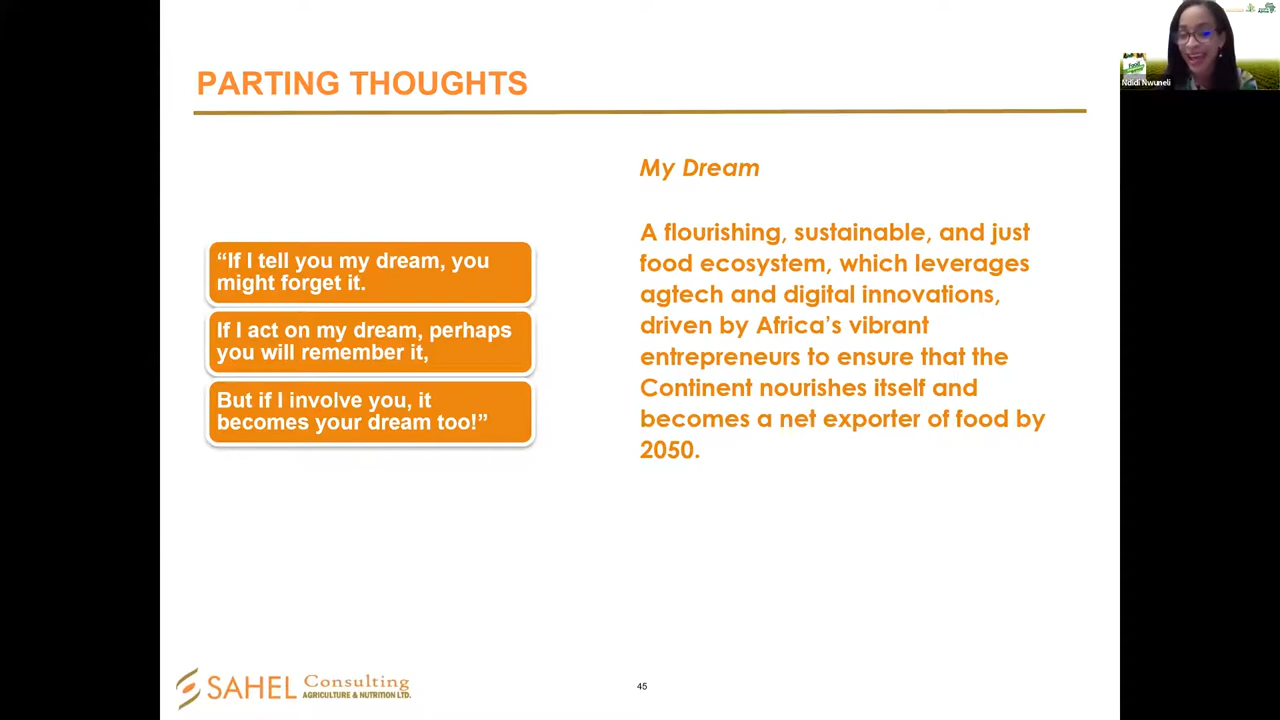 PARTING THOUGHTS
“If I tell you my dream, you
might forget it.
If I act on my dream, perhaps
you will remember it,
But if I involve you, it
becomes your dream too!”
My Dream
A flourishing, sustainable, and just
food ecosystem, which leverages
agtech and digital innovations,
driven by Africa’s vibrant
entrepreneurs to ensure that the
Continent nourishes itself and
becomes a net exporter of food by
2050.
SAHEL Consulting
AGRICULTURE & NUTRITION LTD.
45
Food
Ndidi Nwuneli